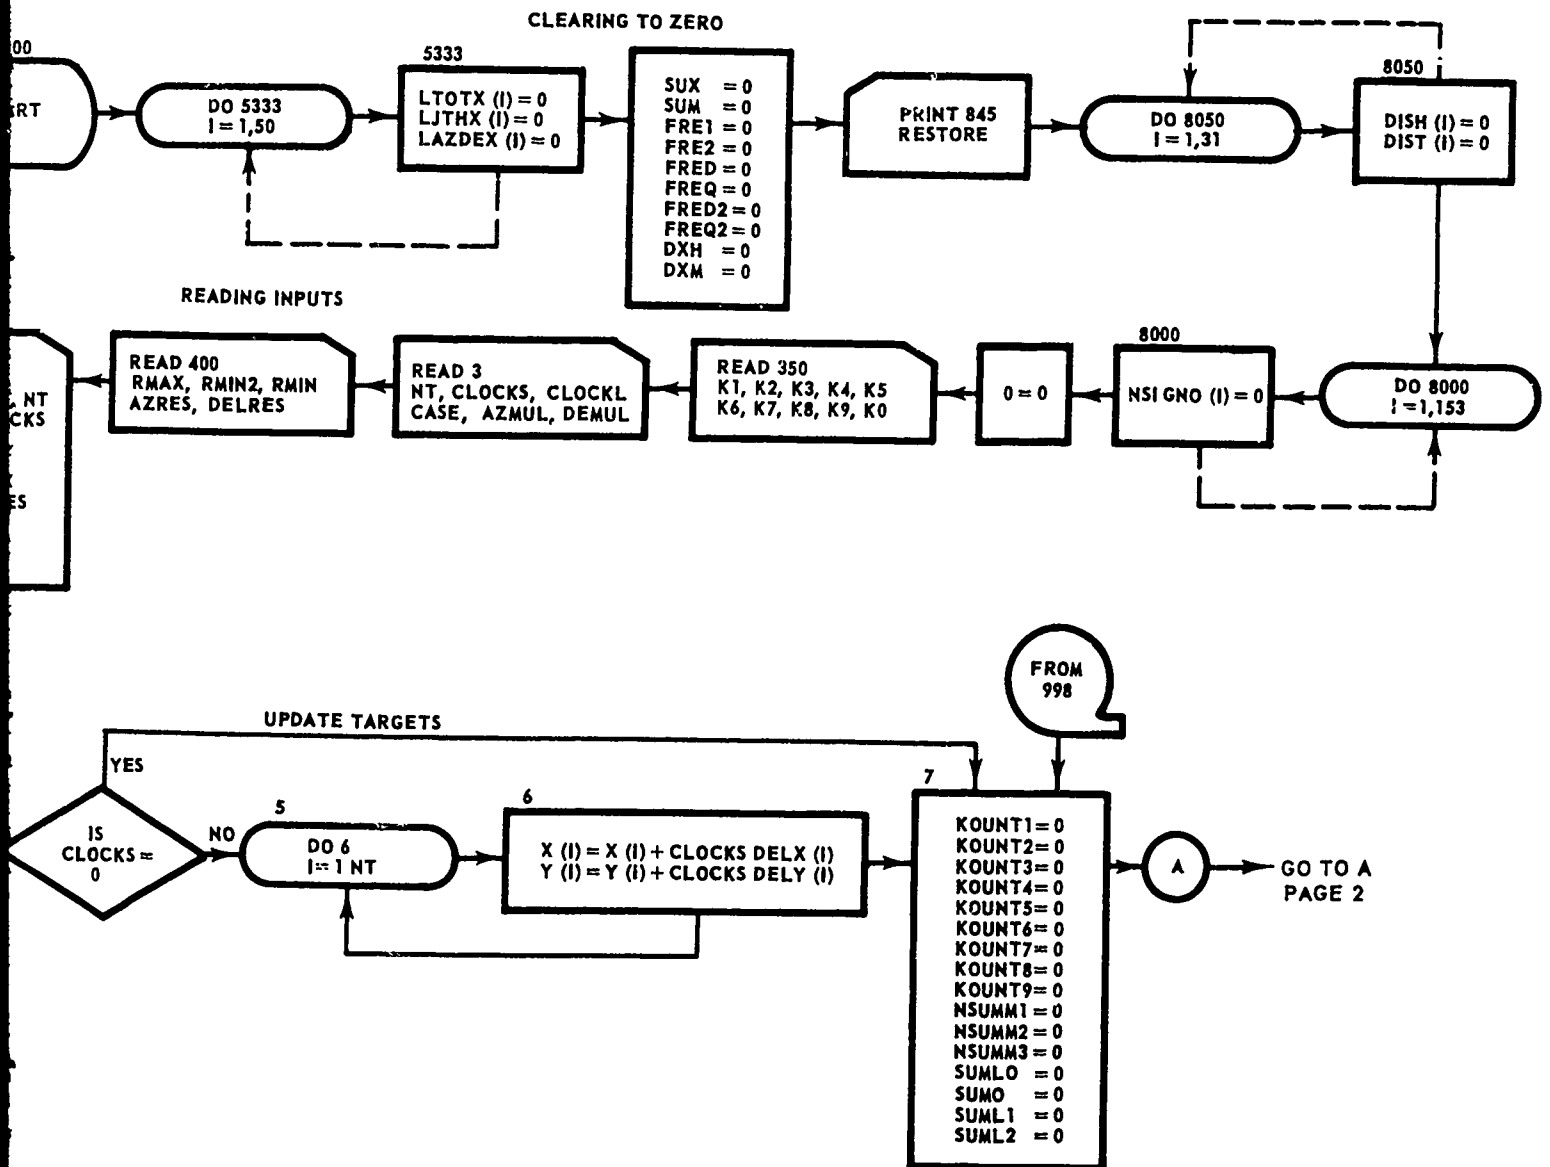 CLEARING TO ZERO
00
RT
DO 5333
I = 1,50
5333
LTOTX (I) = 0
LJTHX (I) = 0
LAZDEX (I) = 0
SUX = 0
SUM = 0
FRE1 = 0
FRE2 = 0
FRED = 0
FREQ = 0
FRED2 = 0
FREQ2 = 0
DXH = 0
DXM = 0
PRINT 845
RESTORE
DO 8050
I = 1,31
8050
DISH (I) = 0
DIST (I) = 0
READING INPUTS
, NT
CKS
ES
READ 400
RMAX, RMIN2, RMIN
AZRES, DELRES
READ 3
NT, CLOCKS, CLOCKL
CASE, AZMUL, DEMUL
READ 350
K1, K2, K3, K4, K5
K6, K7, K8, K9, K0
0 = 0
8000
NSIGNO (I) = 0
DO 8000
I = 1,153
FROM
998
UPDATE TARGETS
YES
IS
CLOCKS =
0
NO
5
DO 6
I = 1 NT
6
X (I) = X (I) + CLOCKS DELX (I)
Y (I) = Y (I) + CLOCKS DELY (I)
7
KOUNT1 = 0
KOUNT2 = 0
KOUNT3 = 0
KOUNT4 = 0
KOUNT5 = 0
KOUNT6 = 0
KOUNT7 = 0
KOUNT8 = 0
KOUNT9 = 0
NSUMM1 = 0
NSUMM2 = 0
NSUMM3 = 0
SUMLO = 0
SUMO = 0
SUML1 = 0
SUML2 = 0
A
GO TO A
PAGE 2